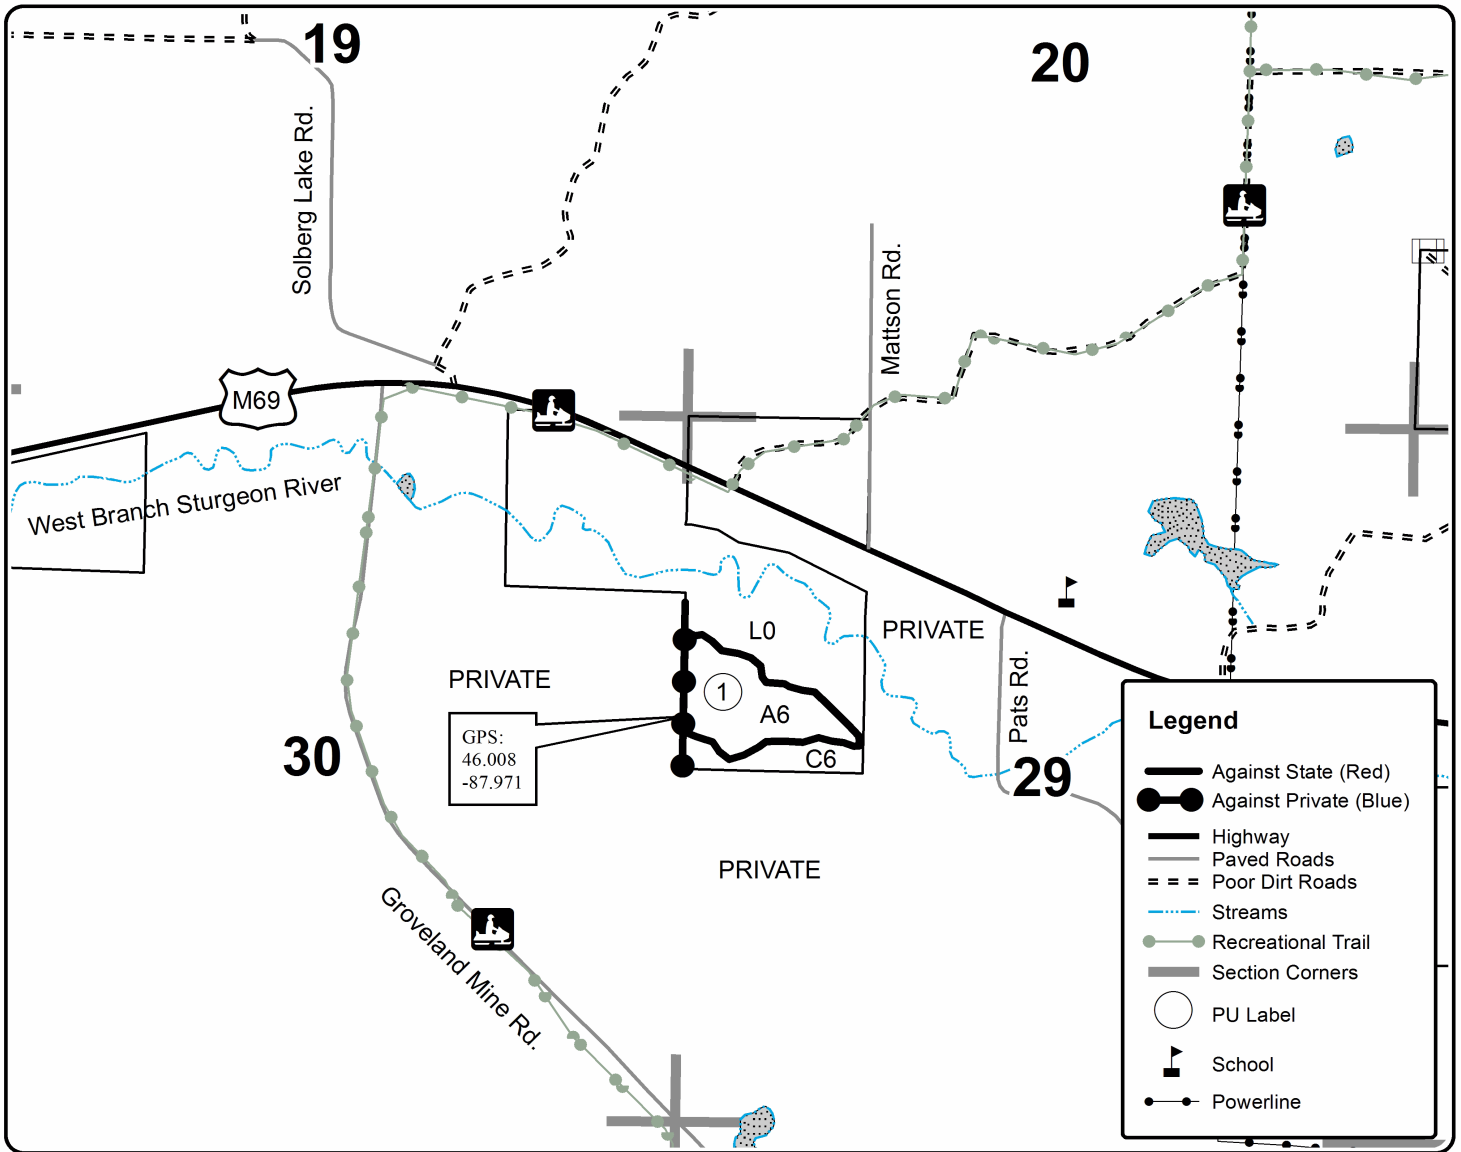 19
20
Solberg Lake Rd.
Mattson Rd.
M69
West Branch Sturgeon River
L0
PRIVATE
PRIVATE
1
A6
Pats Rd.
GPS:
46.008
-87.971
C6
30
29
PRIVATE
Groveland Mine Rd.
Legend
Against State (Red)
Against Private (Blue)
Highway
Paved Roads
Poor Dirt Roads
Streams
Recreational Trail
Section Corners
PU Label
School
Powerline